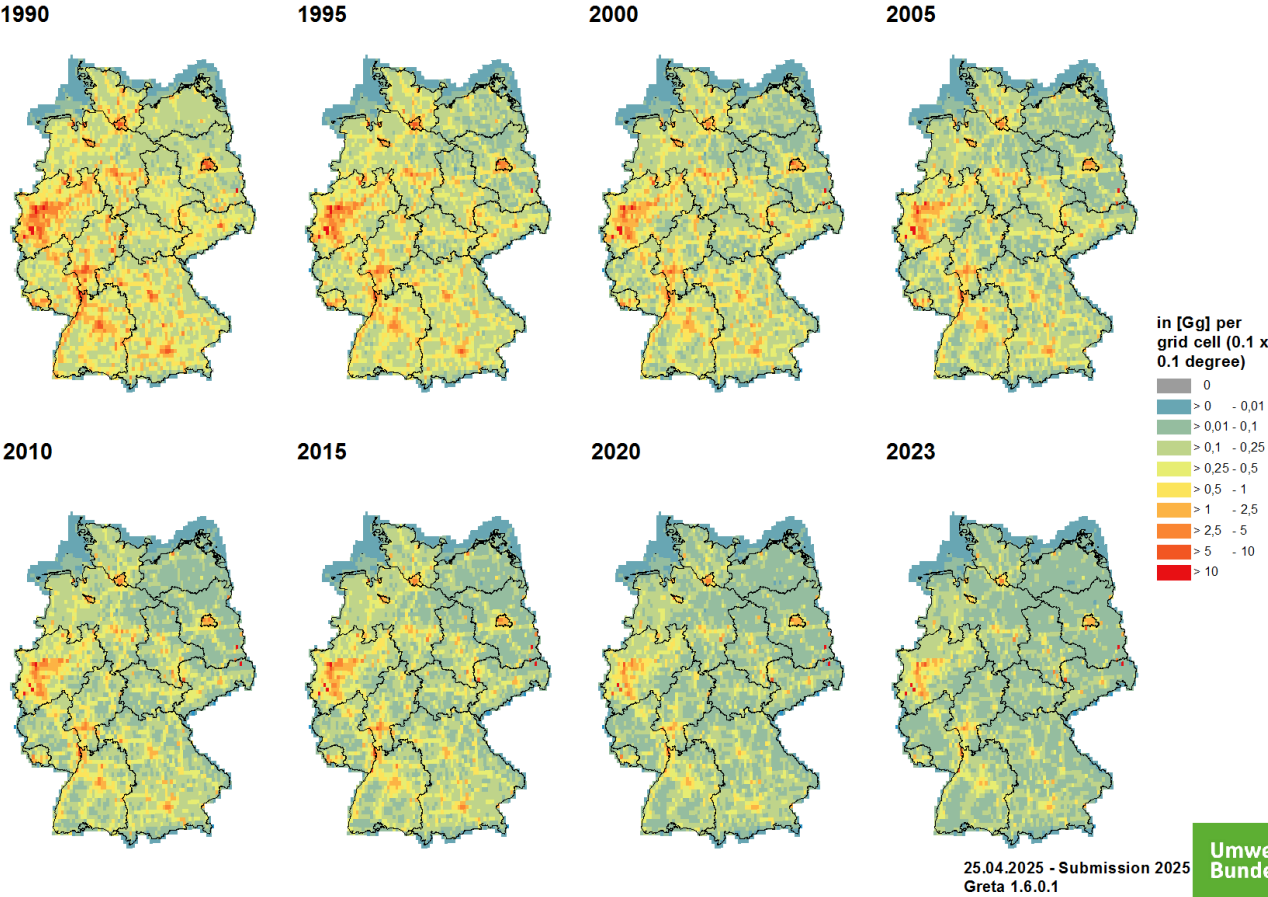 1990
1995
2000
2005
in [Gg] per
grid cell (0.1 x
0.1 degree)
0
> 0 - 0,01
> 0,01 - 0,1
> 0,1 - 0,25
> 0,25 - 0,5
> 0,5 - 1
> 1 - 2,5
> 2,5 - 5
> 5 - 10
> 10
2010
2015
2020
2023
25.04.2025 - Submission 2025
Greta 1.6.0.1
Umwe
Bunde